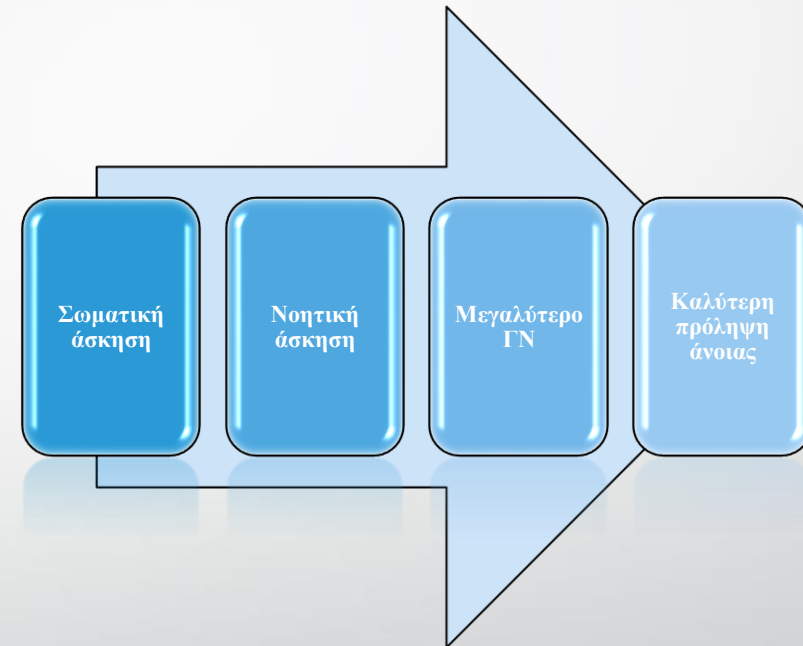 Σωματική
άσκηση
Νοητική
άσκηση
Μεγαλύτερο
ΓΝ
Καλύτερη
πρόληψη
άνοιας